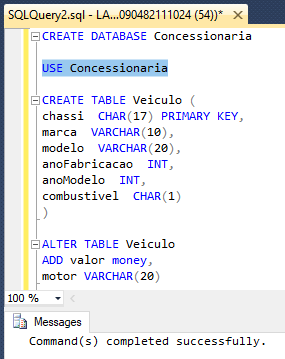 SQLQuery2.sql - LA...090482111024 (54))*
CREATE DATABASE Concessionaria
USE Concessionaria
CREATE TABLE Veiculo (
chassi  CHAR(17) PRIMARY KEY,
marca  VARCHAR(10),
modelo  VARCHAR(20),
anoFabricacao  INT,
anoModelo  INT,
combustivel  CHAR(1)
)
ALTER TABLE Veiculo
ADD valor money,
motor VARCHAR(20)
100 %
Messages
Command(s) completed successfully.